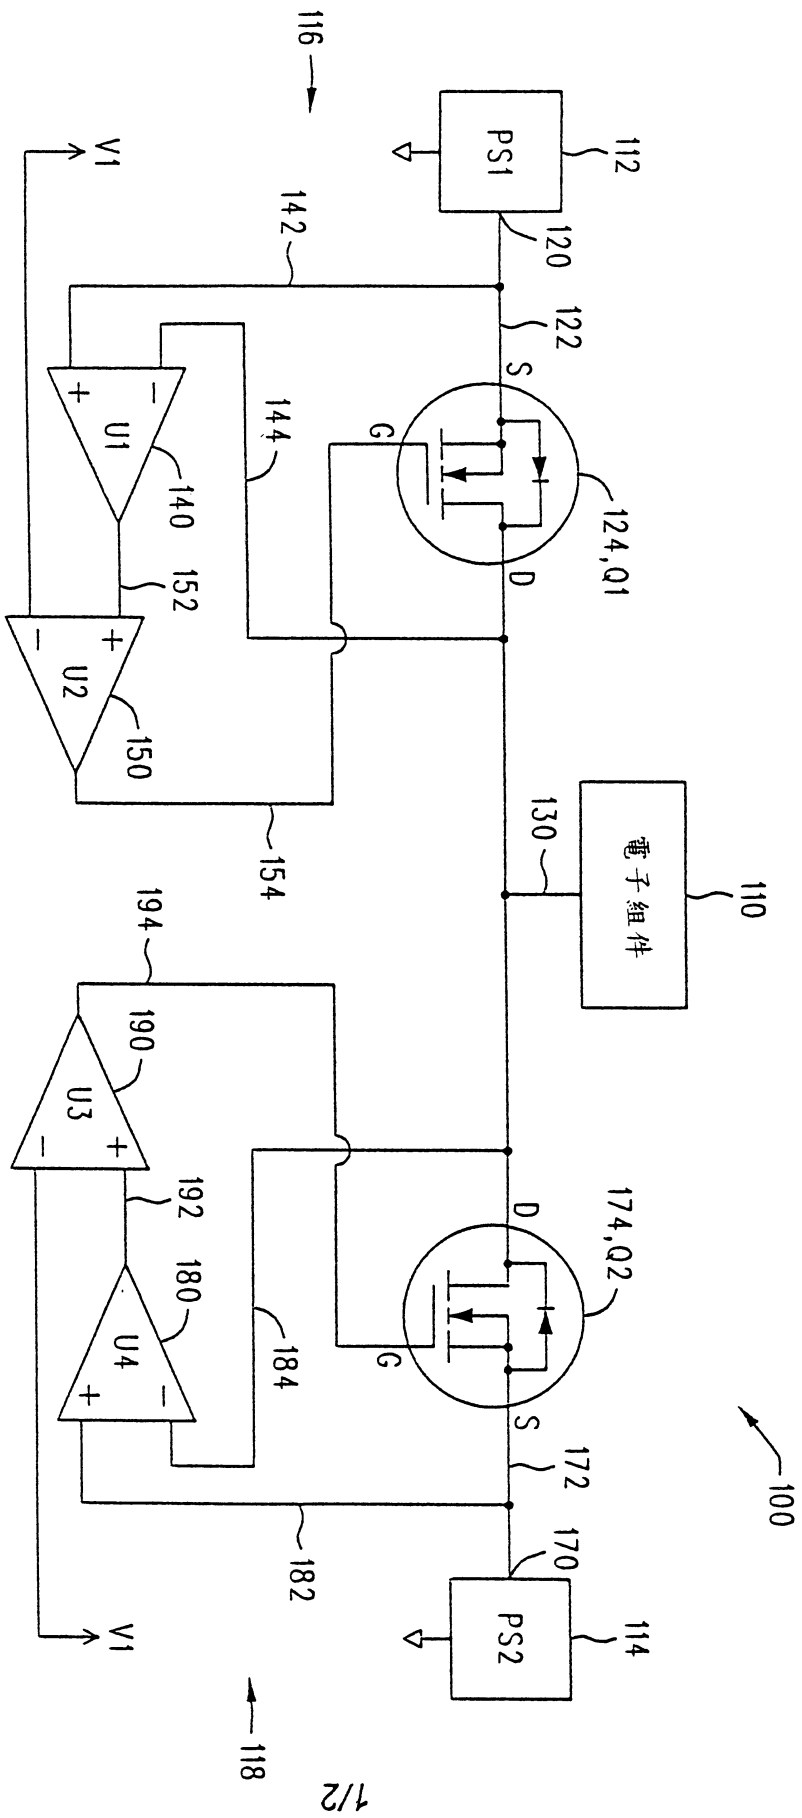 100
110
電子組件
130
112
PS1
120
122
124,Q1
S
D
G
174,Q2
D
S
G
172
170
114
PS2
116
142
144
V1
+
−
U1
140
152
+
−
U2
150
154
194
190
U3
+
−
192
180
U4
+
−
184
182
V1
118
1/2